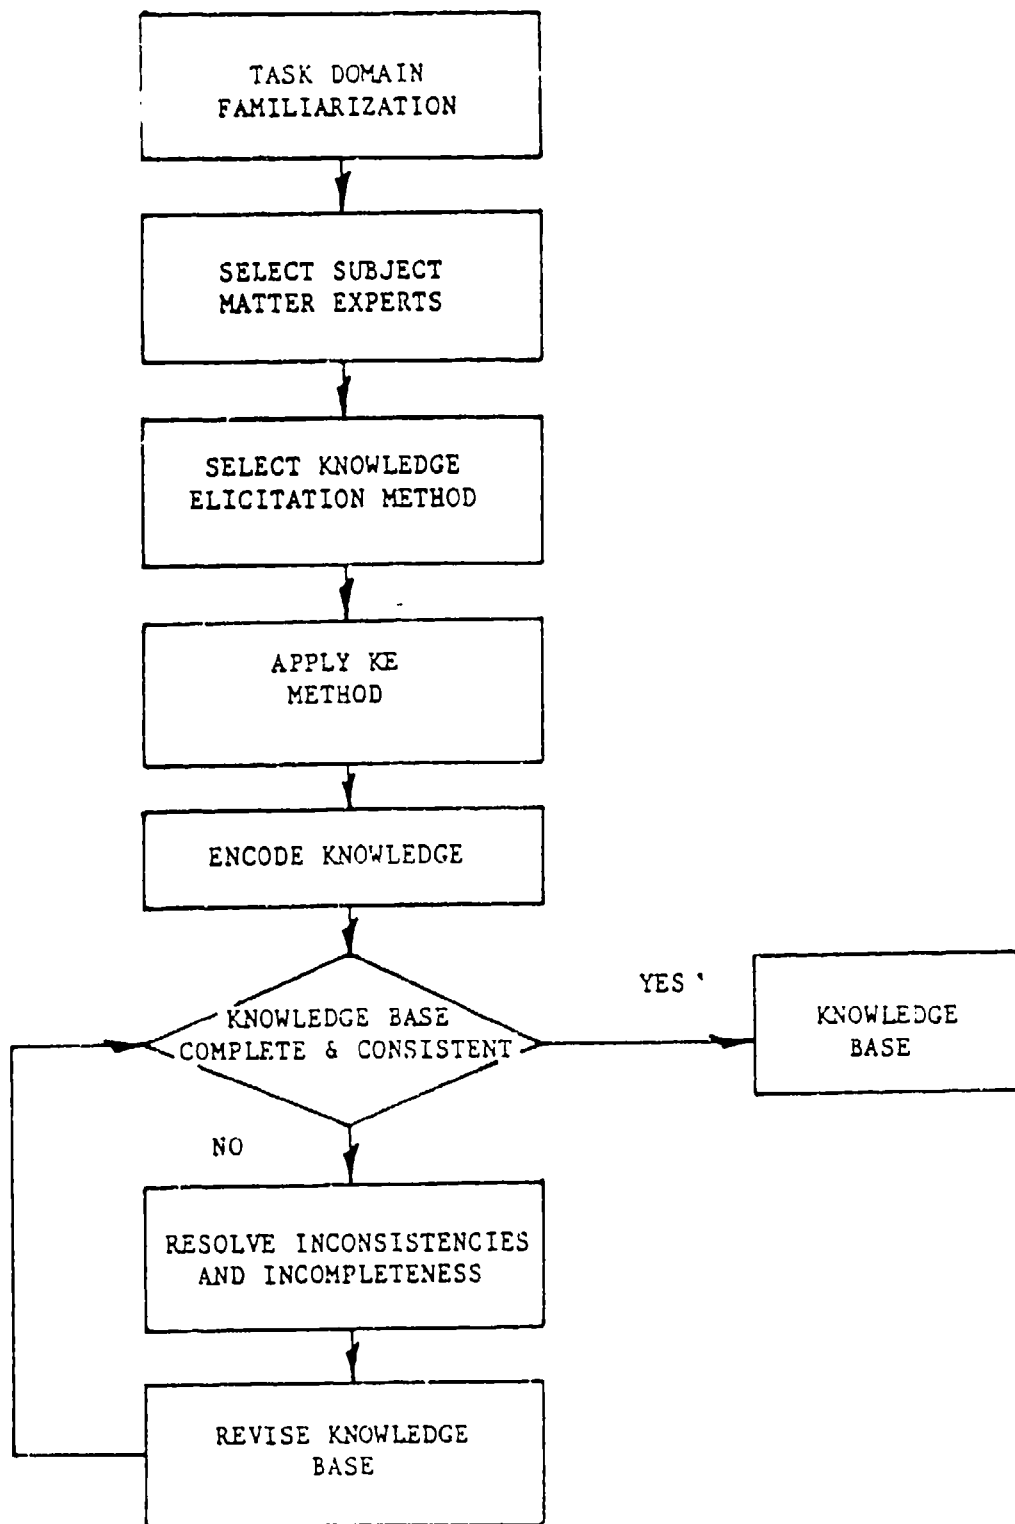 TASK DOMAIN
FAMILIARIZATION
SELECT SUBJECT
MATTER EXPERTS
SELECT KNOWLEDGE
ELICITATION METHOD
APPLY KE
METHOD
ENCODE KNOWLEDGE
KNOWLEDGE BASE
COMPLETE & CONSISTENT
YES
KNOWLEDGE
BASE
NO
RESOLVE INCONSISTENCIES
AND INCOMPLETENESS
REVISE KNOWLEDGE
BASE